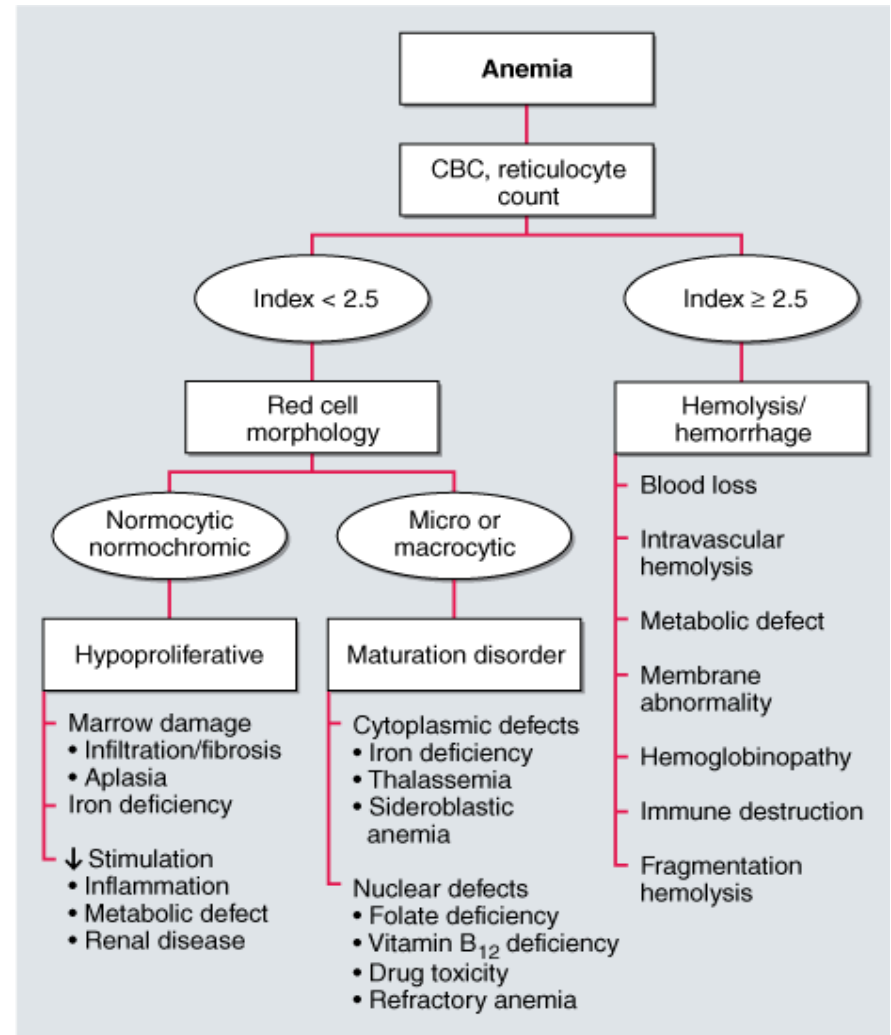 Anemia
CBC, reticulocyte
count
Index < 2.5
Index ≥ 2.5
Red cell
morphology
Hemolysis/
hemorrhage
Normocytic
normochromic
Micro or
macrocytic
Hypoproliferative
Maturation disorder
Marrow damage
• Infiltration/fibrosis
• Aplasia
Iron deficiency
↓ Stimulation
• Inflammation
• Metabolic defect
• Renal disease
Cytoplasmic defects
• Iron deficiency
• Thalassemia
• Sideroblastic
anemia
Nuclear defects
• Folate deficiency
• Vitamin B12 deficiency
• Drug toxicity
• Refractory anemia
Blood loss
Intravascular
hemolysis
Metabolic defect
Membrane
abnormality
Hemoglobinopathy
Immune destruction
Fragmentation
hemolysis